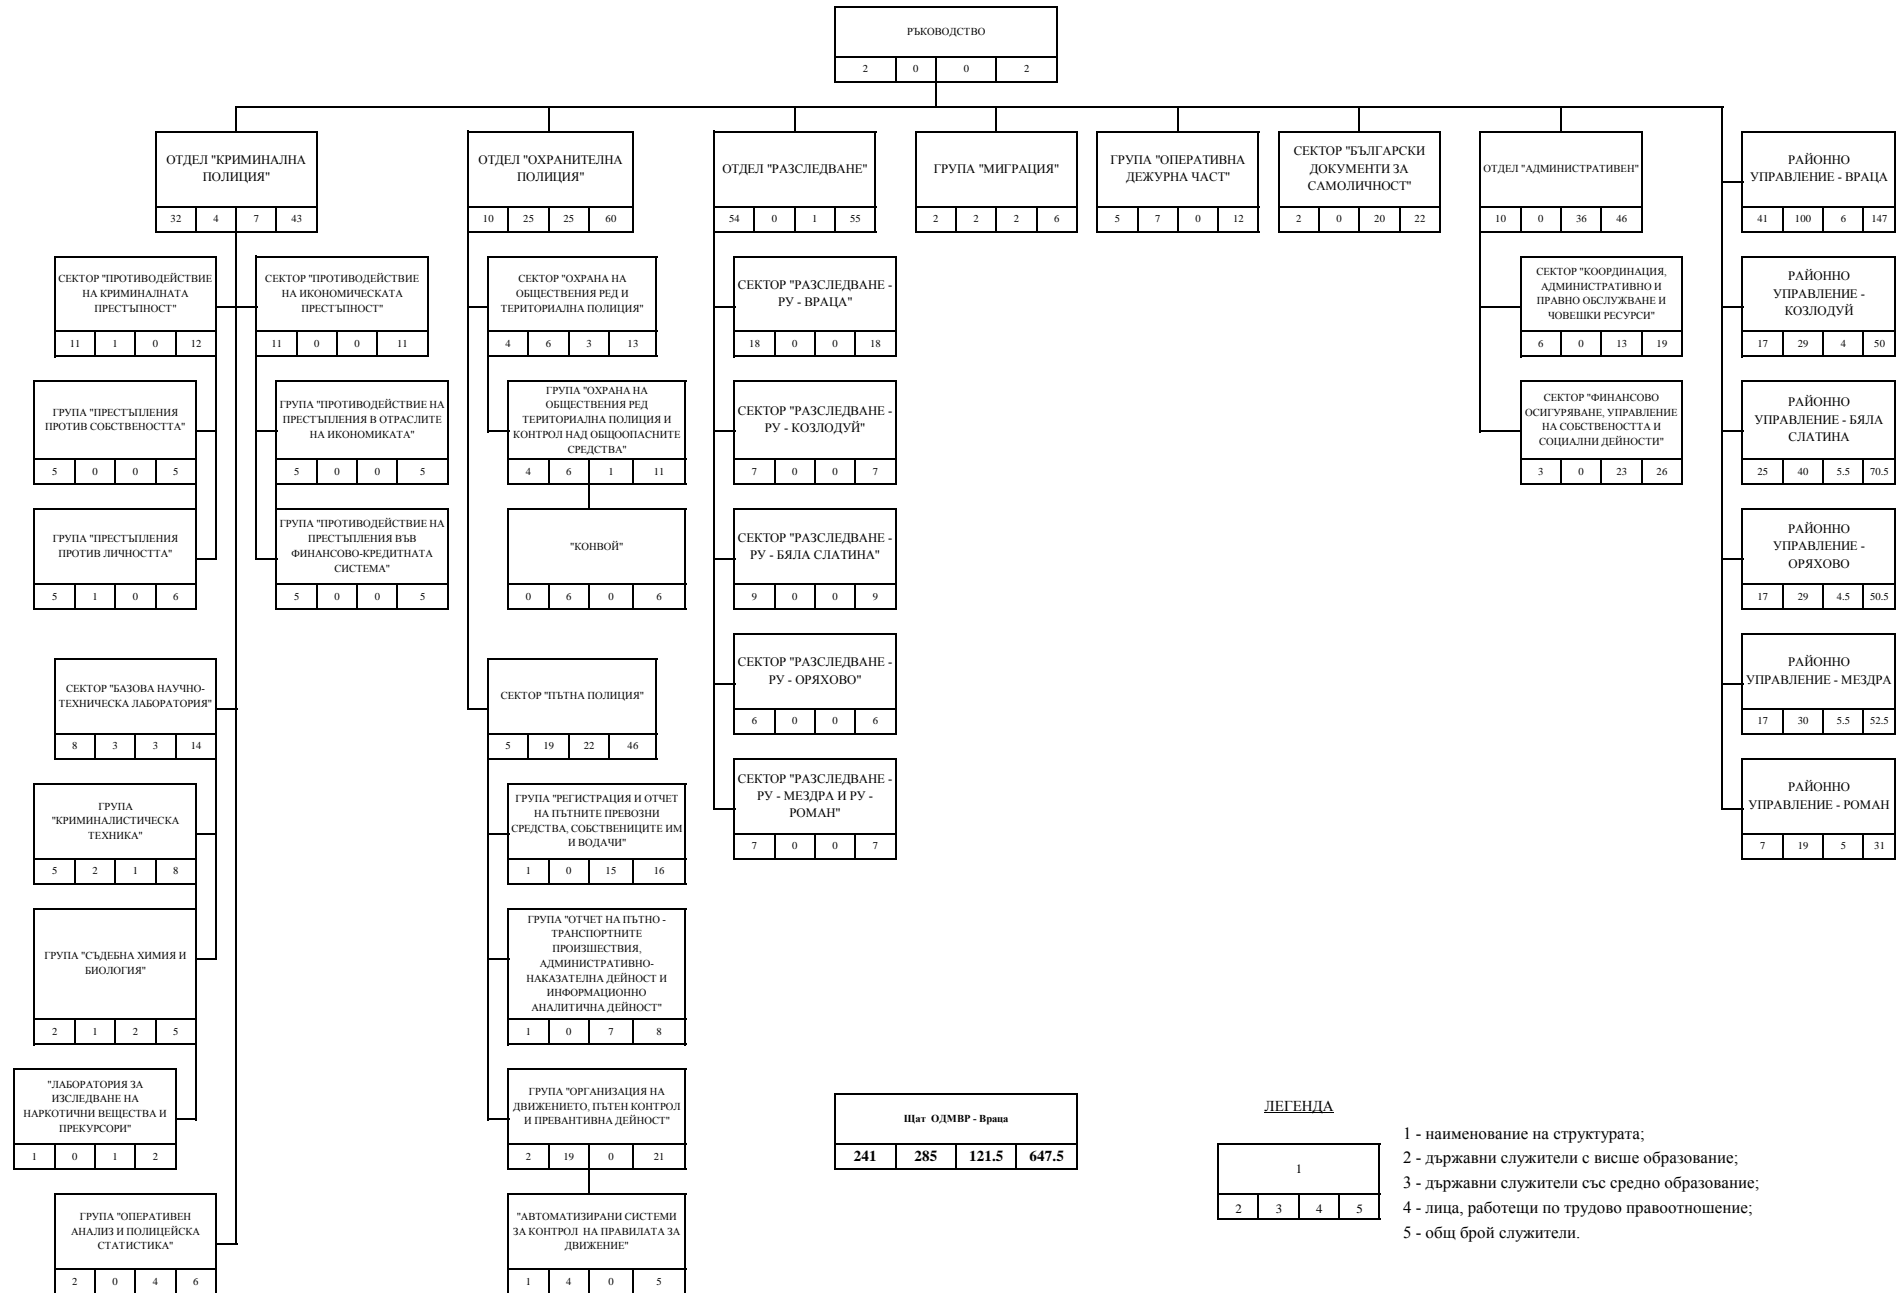 РЪКОВОДСТВО
2 0 0 2
ОТДЕЛ "КРИМИНАЛНА
ПОЛИЦИЯ"
32 4 7 43
ОТДЕЛ "ОХРАНИТЕЛНА
ПОЛИЦИЯ"
10 25 25 60
ОТДЕЛ "РАЗСЛЕДВАНЕ"
54 0 1 55
ГРУПА "МИГРАЦИЯ"
2 2 2 6
ГРУПА "ОПЕРАТИВНА
ДЕЖУРНА ЧАСТ"
5 7 0 12
СЕКТОР "БЪЛГАРСКИ
ДОКУМЕНТИ ЗА
САМОЛИЧНОСТ"
2 0 20 22
ОТДЕЛ "АДМИНИСТРАТИВЕН"
10 0 36 46
РАЙОННО
УПРАВЛЕНИЕ - ВРАЦА
41 100 6 147
СЕКТОР "ПРОТИВОДЕЙСТВИЕ
НА КРИМИНАЛНАТА
ПРЕСТЪПНОСТ"
11 1 0 12
СЕКТОР "ПРОТИВОДЕЙСТВИЕ
НА ИКОНОМИЧЕСКАТА
ПРЕСТЪПНОСТ"
11 0 0 11
СЕКТОР "ОХРАНА НА
ОБЩЕСТВЕНИЯ РЕД И
ТЕРИТОРИАЛНА ПОЛИЦИЯ"
4 6 3 13
СЕКТОР "РАЗСЛЕДВАНЕ -
РУ - ВРАЦА"
18 0 0 18
СЕКТОР "КООРДИНАЦИЯ,
АДМИНИСТРАТИВНО И
ПРАВНО ОБСЛУЖВАНЕ И
ЧОВЕШКИ РЕСУРСИ"
6 0 13 19
РАЙОННО
УПРАВЛЕНИЕ -
КОЗЛОДУЙ
17 29 4 50
ГРУПА "ПРЕСТЪПЛЕНИЯ
ПРОТИВ СОБСТВЕНОСТТА"
5 0 0 5
ГРУПА "ПРОТИВОДЕЙСТВИЕ НА
ПРЕСТЪПЛЕНИЯ В ОТРАСЛИТЕ
НА ИКОНОМИКАТА"
5 0 0 5
ГРУПА "ОХРАНА НА
ОБЩЕСТВЕНИЯ РЕД
ТЕРИТОРИАЛНА ПОЛИЦИЯ И
КОНТРОЛ НАД ОБЩООПАСНИТЕ
СРЕДСТВА"
4 6 1 11
СЕКТОР "РАЗСЛЕДВАНЕ -
РУ - КОЗЛОДУЙ"
7 0 0 7
СЕКТОР "ФИНАНСОВО
ОСИГУРЯВАНЕ, УПРАВЛЕНИЕ
НА СОБСТВЕНОСТТА И
СОЦИАЛНИ ДЕЙНОСТИ"
3 0 23 26
РАЙОННО
УПРАВЛЕНИЕ - БЯЛА
СЛАТИНА
25 40 5.5 70.5
ГРУПА "ПРЕСТЪПЛЕНИЯ
ПРОТИВ ЛИЧНОСТТА"
5 1 0 6
ГРУПА "ПРОТИВОДЕЙСТВИЕ НА
ПРЕСТЪПЛЕНИЯ ВЪВ
ФИНАНСОВО-КРЕДИТНАТА
СИСТЕМА"
5 0 0 5
"КОНВОЙ"
0 6 0 6
СЕКТОР "РАЗСЛЕДВАНЕ -
РУ - БЯЛА СЛАТИНА"
9 0 0 9
РАЙОННО
УПРАВЛЕНИЕ -
ОРЯХОВО
17 29 4.5 50.5
СЕКТОР "БАЗОВА НАУЧНО-
ТЕХНИЧЕСКА ЛАБОРАТОРИЯ"
8 3 3 14
СЕКТОР "ПЪТНА ПОЛИЦИЯ"
5 19 22 46
СЕКТОР "РАЗСЛЕДВАНЕ -
РУ - ОРЯХОВО"
6 0 0 6
РАЙОННО
УПРАВЛЕНИЕ - МЕЗДРА
17 30 5.5 52.5
ГРУПА
"КРИМИНАЛИСТИЧЕСКА
ТЕХНИКА"
5 2 1 8
ГРУПА "РЕГИСТРАЦИЯ И ОТЧЕТ
НА ПЪТНИТЕ ПРЕВОЗНИ
СРЕДСТВА, СОБСТВЕНИЦИТЕ ИМ
И ВОДАЧИ"
1 0 15 16
СЕКТОР "РАЗСЛЕДВАНЕ -
РУ - МЕЗДРА И РУ -
РОМАН"
7 0 0 7
РАЙОННО
УПРАВЛЕНИЕ - РОМАН
7 19 5 31
ГРУПА "СЪДЕБНА ХИМИЯ И
БИОЛОГИЯ"
2 1 2 5
ГРУПА "ОТЧЕТ НА ПЪТНО -
ТРАНСПОРТНИТЕ
ПРОИЗШЕСТВИЯ,
АДМИНИСТРАТИВНО-
НАКАЗАТЕЛНА ДЕЙНОСТ И
ИНФОРМАЦИОННО
АНАЛИТИЧНА ДЕЙНОСТ"
1 0 7 8
"ЛАБОРАТОРИЯ ЗА
ИЗСЛЕДВАНЕ НА
НАРКОТИЧНИ ВЕЩЕСТВА И
ПРЕКУРСОРИ"
1 0 1 2
ГРУПА "ОРГАНИЗАЦИЯ НА
ДВИЖЕНИЕТО, ПЪТЕН КОНТРОЛ
И ПРЕВАНТИВНА ДЕЙНОСТ"
2 19 0 21
Щат ОДМВР - Враца
241 285 121.5 647.5
ГРУПА "ОПЕРАТИВЕН
АНАЛИЗ И ПОЛИЦЕЙСКА
СТАТИСТИКА"
2 0 4 6
"АВТОМАТИЗИРАНИ СИСТЕМИ
ЗА КОНТРОЛ НА ПРАВИЛАТА ЗА
ДВИЖЕНИЕ"
1 4 0 5
ЛЕГЕНДА
1
2 3 4 5
1 - наименование на структурата;
2 - държавни служители с висше образование;
3 - държавни служители със средно образование;
4 - лица, работещи по трудово правоотношение;
5 - общ брой служители.